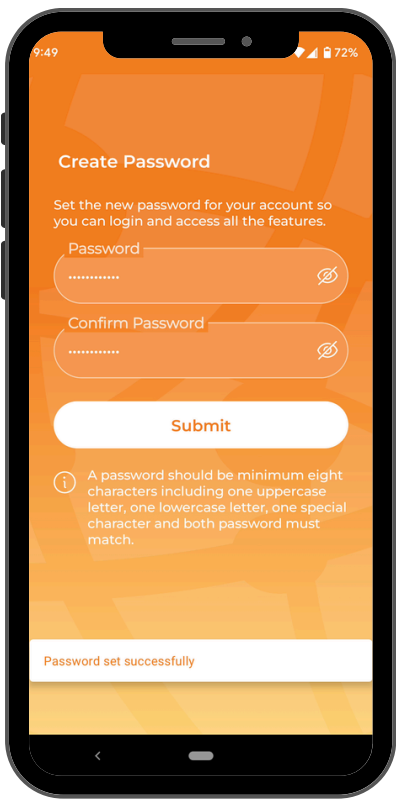 9:49
72%
Create Password
Set the new password for your account so
you can login and access all the features.
Password
••••••••••••
Confirm Password
••••••••••••
Submit
A password should be minimum eight
characters including one uppercase
letter, one lowercase letter, one special
character and both password must
match.
Password set successfully